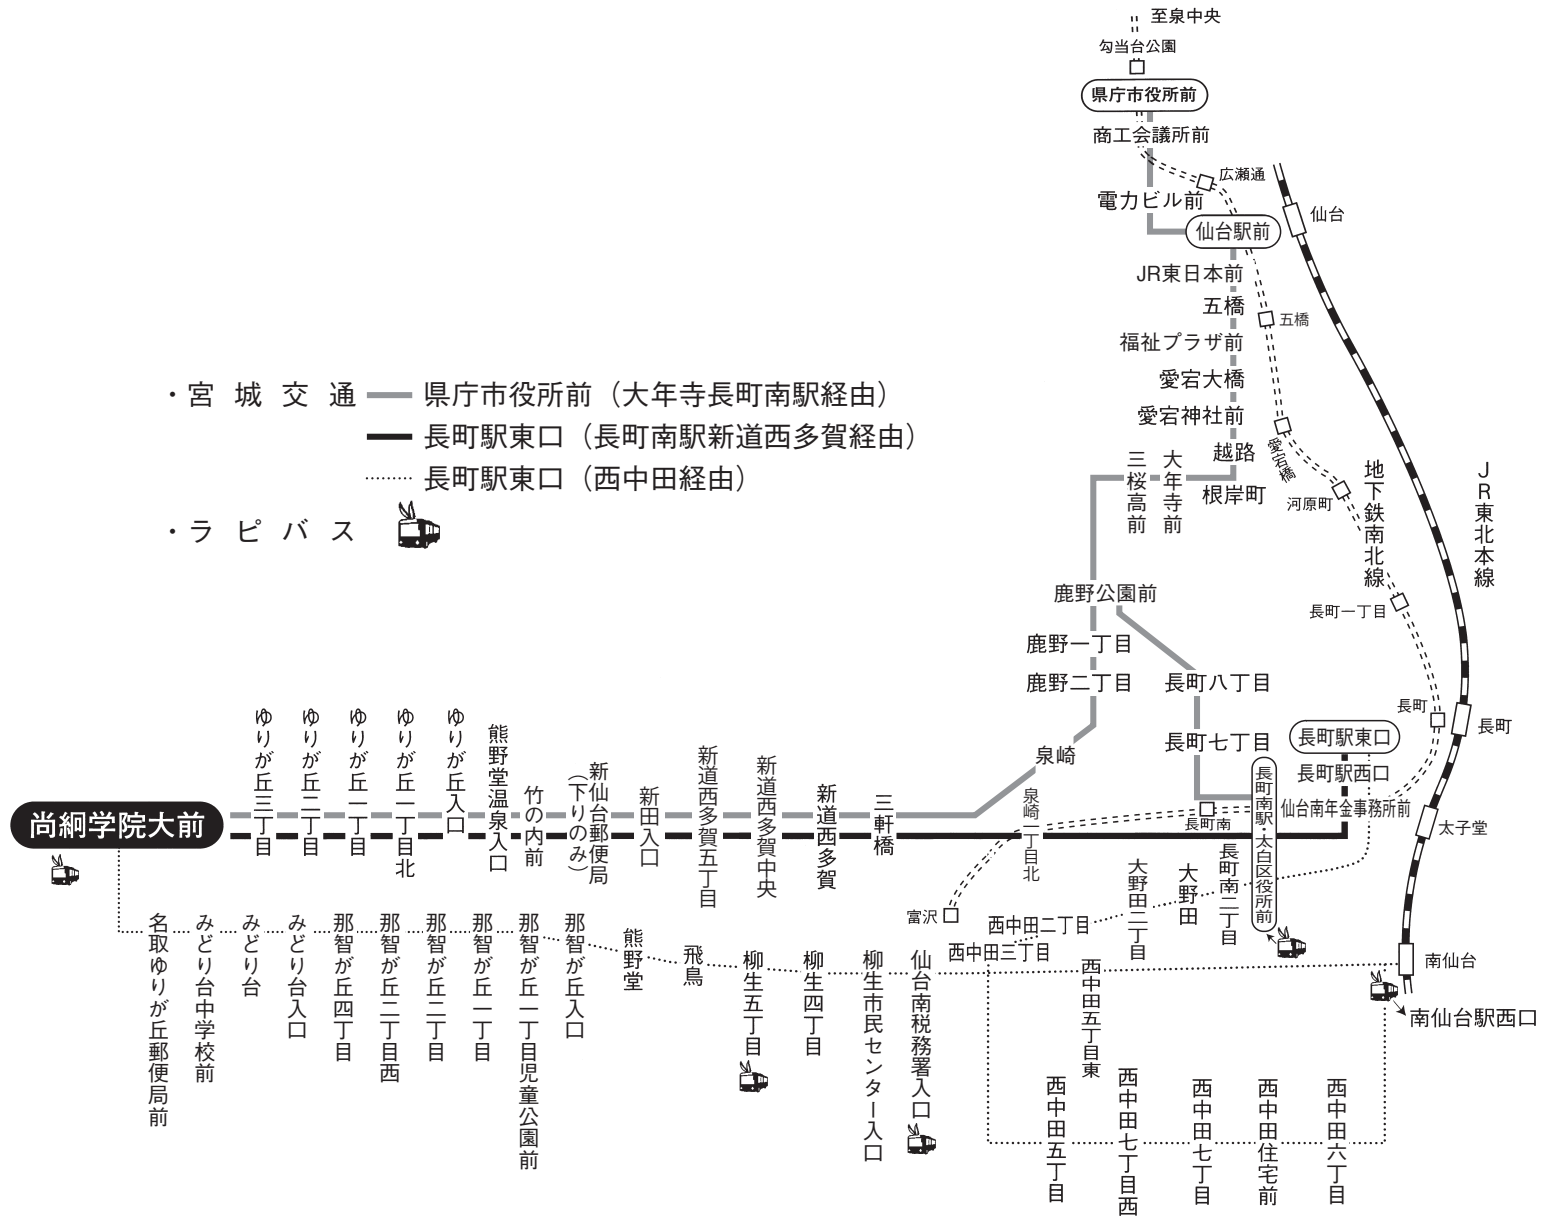 至泉中央
勾当台公園
県庁市役所前
商工会議所前
広瀬通
電力ビル前
仙台駅前
仙台
JR東日本前
五橋
五橋
福祉プラザ前
愛宕大橋
愛宕神社前
愛宕橋
越路
根岸町
大年寺前
三桜高前
河原町
地下鉄南北線
JR東北本線
・宮城交通
県庁市役所前（大年寺長町南駅経由）
長町駅東口（長町南駅新道西多賀経由）
長町駅東口（西中田経由）
・ラピバス
鹿野公園前
長町一丁目
鹿野一丁目
鹿野二丁目
長町八丁目
長町
長町
長町七丁目
長町駅東口
泉崎
長町駅西口
仙台南年金事務所前
長町南
長町南駅・太白区役所前
太子堂
尚絅学院大前
ゆりが丘三丁目
ゆりが丘二丁目
ゆりが丘一丁目
ゆりが丘一丁目北
ゆりが丘入口
熊野堂温泉入口
竹の内前
新仙台郵便局
（下りのみ）
新田入口
新道西多賀五丁目
新道西多賀中央
新道西多賀
三軒橋
泉崎一丁目北
富沢
西中田二丁目
西中田三丁目
大野田二丁目
大野田
長町南二丁目
名取ゆりが丘郵便局前
みどり台中学校前
みどり台
みどり台入口
那智が丘四丁目
那智が丘二丁目西
那智が丘二丁目
那智が丘一丁目
那智が丘一丁目児童公園前
那智が丘入口
熊野堂
飛鳥
柳生五丁目
柳生四丁目
柳生市民センター入口
仙台南税務署入口
西中田五丁目東
南仙台
南仙台駅西口
西中田五丁目
西中田七丁目西
西中田七丁目
西中田住宅前
西中田六丁目